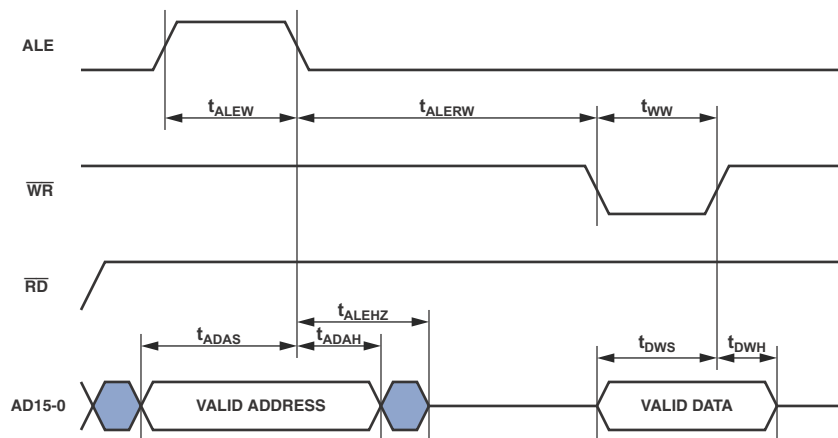 ALE
tALEW
tALERW
tWW
WR
RD
tALEHZ
tADAS
tADAH
tDWS
tDWH
AD15-0
VALID ADDRESS
VALID DATA